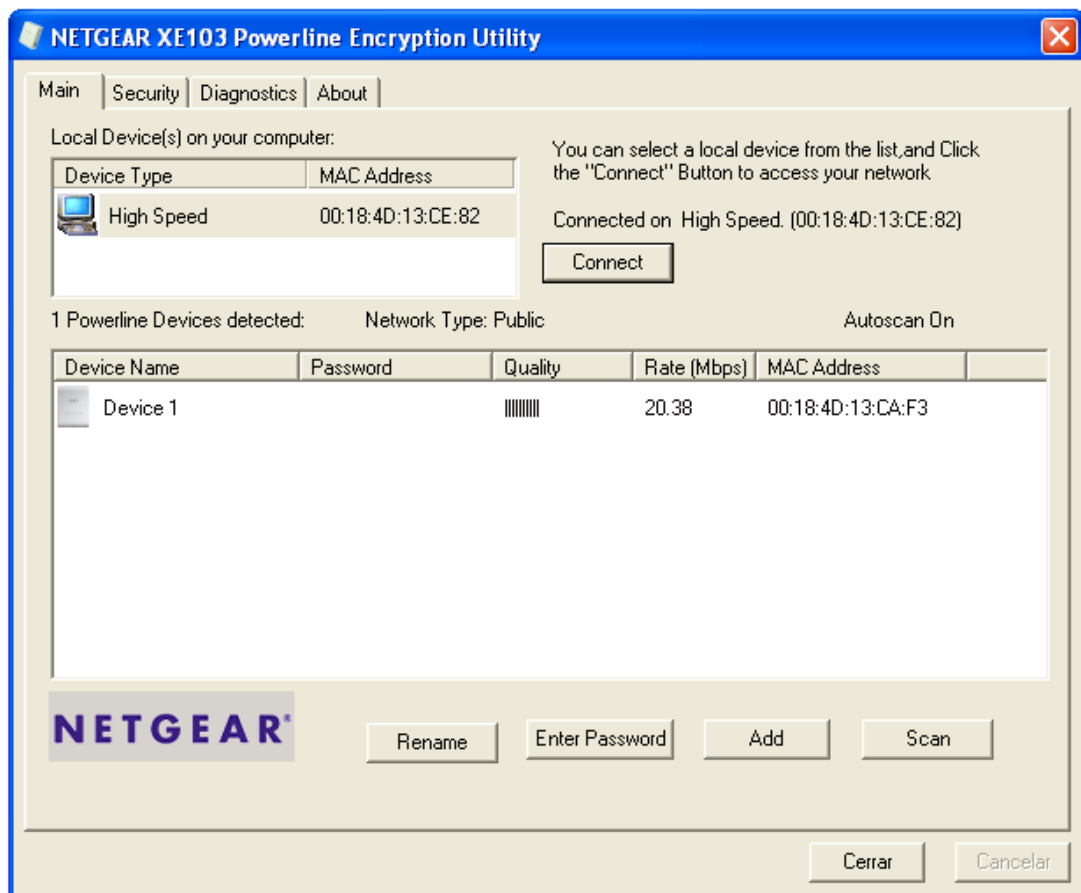 NETGEAR XE103 Powerline Encryption Utility
Main Security Diagnostics About
Local Device(s) on your computer:
Device Type MAC Address
High Speed 00:18:4D:13:CE:82
You can select a local device from the list,and Click
the "Connect" Button to access your network
Connected on High Speed. (00:18:4D:13:CE:82)
Connect
1 Powerline Devices detected: Network Type: Public Autoscan On
Device Name Password Quality Rate (Mbps) MAC Address
Device 1 20.38 00:18:4D:13:CA:F3
NETGEAR®
Rename Enter Password Add Scan
Cerrar Cancelar